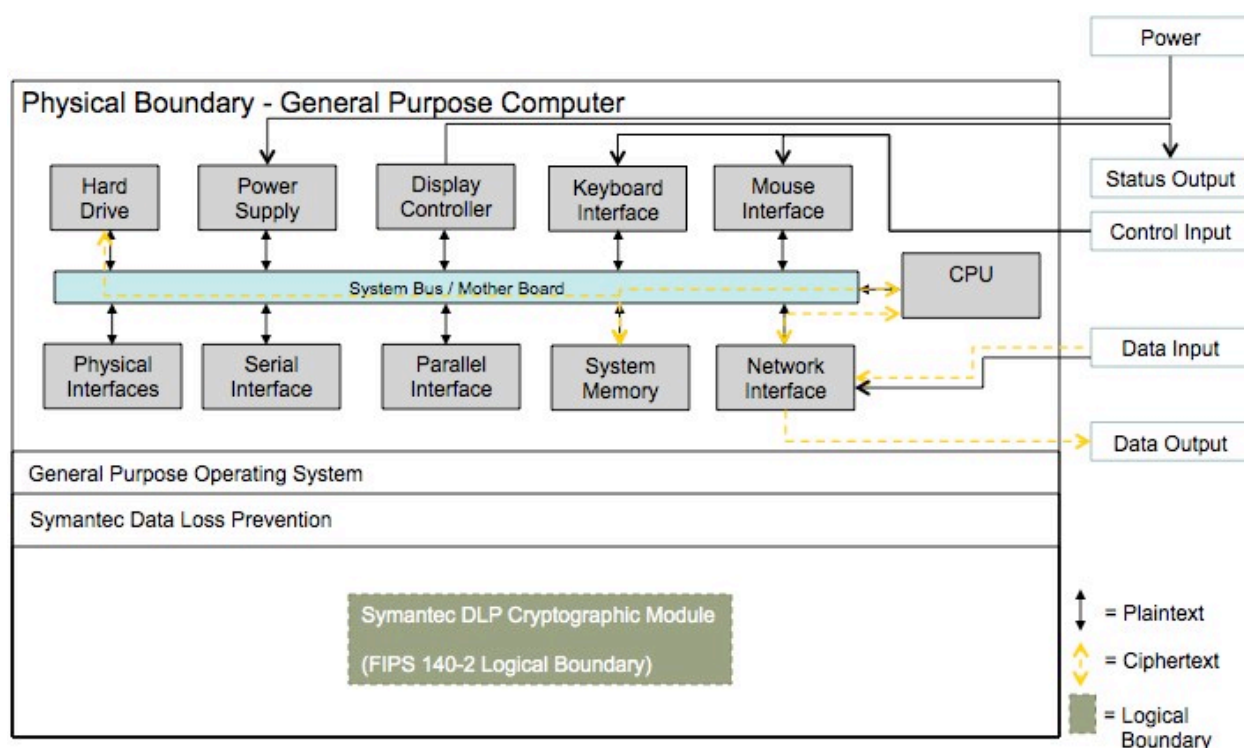 Power
Physical Boundary - General Purpose Computer
Hard
Drive
Power
Supply
Display
Controller
Keyboard
Interface
Mouse
Interface
Status Output
Control Input
System Bus / Mother Board
CPU
Physical
Interfaces
Serial
Interface
Parallel
Interface
System
Memory
Network
Interface
Data Input
Data Output
General Purpose Operating System
Symantec Data Loss Prevention
Symantec DLP Cryptographic Module
(FIPS 140-2 Logical Boundary)
= Plaintext
= Ciphertext
= Logical
Boundary